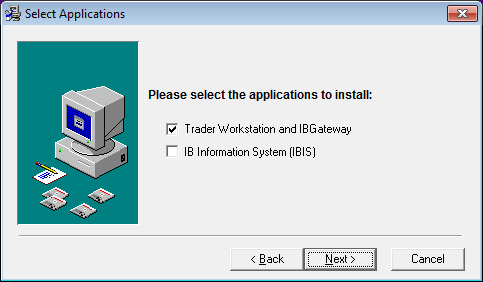 Select Applications
Please select the applications to install:
Trader Workstation and IBGateway
IB Information System (IBIS)
< Back
Next >
Cancel